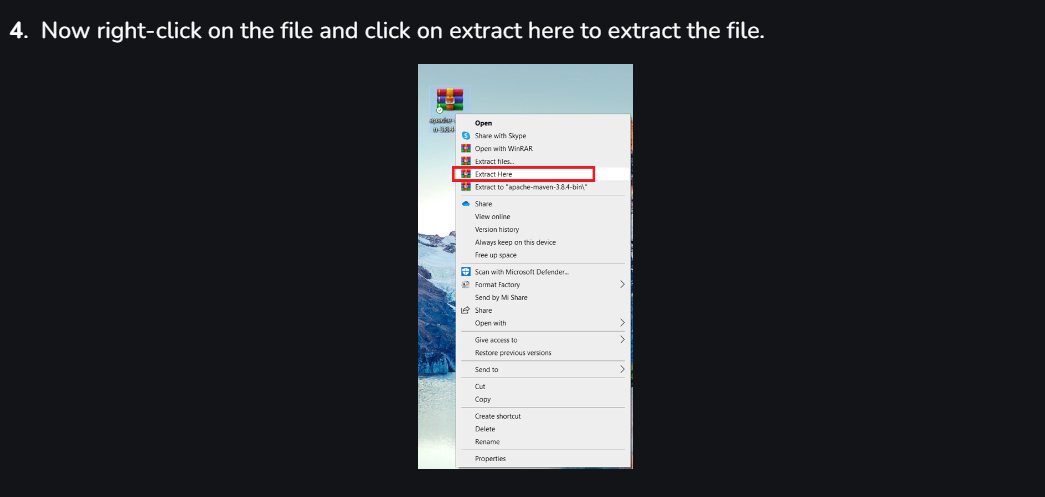 4. Now right-click on the file and click on extract here to extract the file.
Open
Share with Skype
Open with WinRAR
Extract files...
Extract Here
Extract to "apache-maven-3.8.4-bin\"
Share
View online
Version history
Always keep on this device
Free up space
Scan with Microsoft Defender...
Format Factory
Send by Mi Share
Share
Open with
Give access to
Restore previous versions
Send to
Cut
Copy
Create shortcut
Delete
Rename
Properties